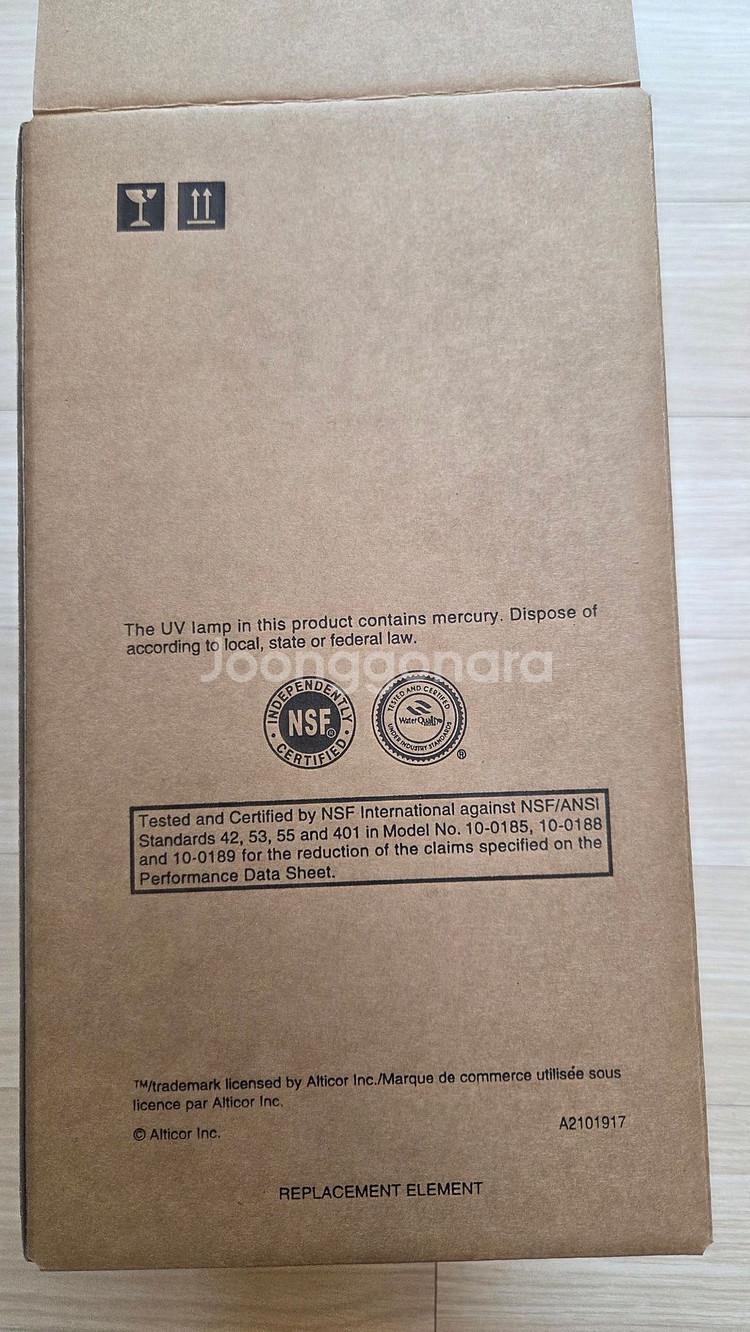 The UV lamp in this product contains mercury. Dispose of
according to local, state or federal law.
Joonggonara
INDEPENDENTLY
NSF®
CERTIFIED
TESTED AND CERTIFIED
Water Quality
UNDER INDUSTRY STANDARDS
®
Tested and Certified by NSF International against NSF/ANSI
Standards 42, 53, 55 and 401 in Model No. 10-0185, 10-0188
and 10-0189 for the reduction of the claims specified on the
Performance Data Sheet.
™/trademark licensed by Alticor Inc./Marque de commerce utilisée sous
licence par Alticor Inc.
© Alticor Inc.
A2101917
REPLACEMENT ELEMENT